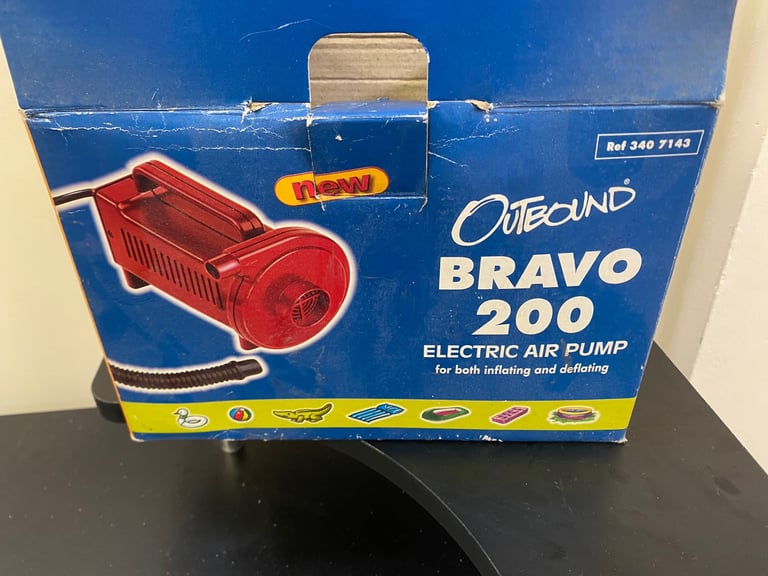 Ref 340 7143
new
OUTBOUND®
BRAVO
200
ELECTRIC AIR PUMP
for both inflating and deflating